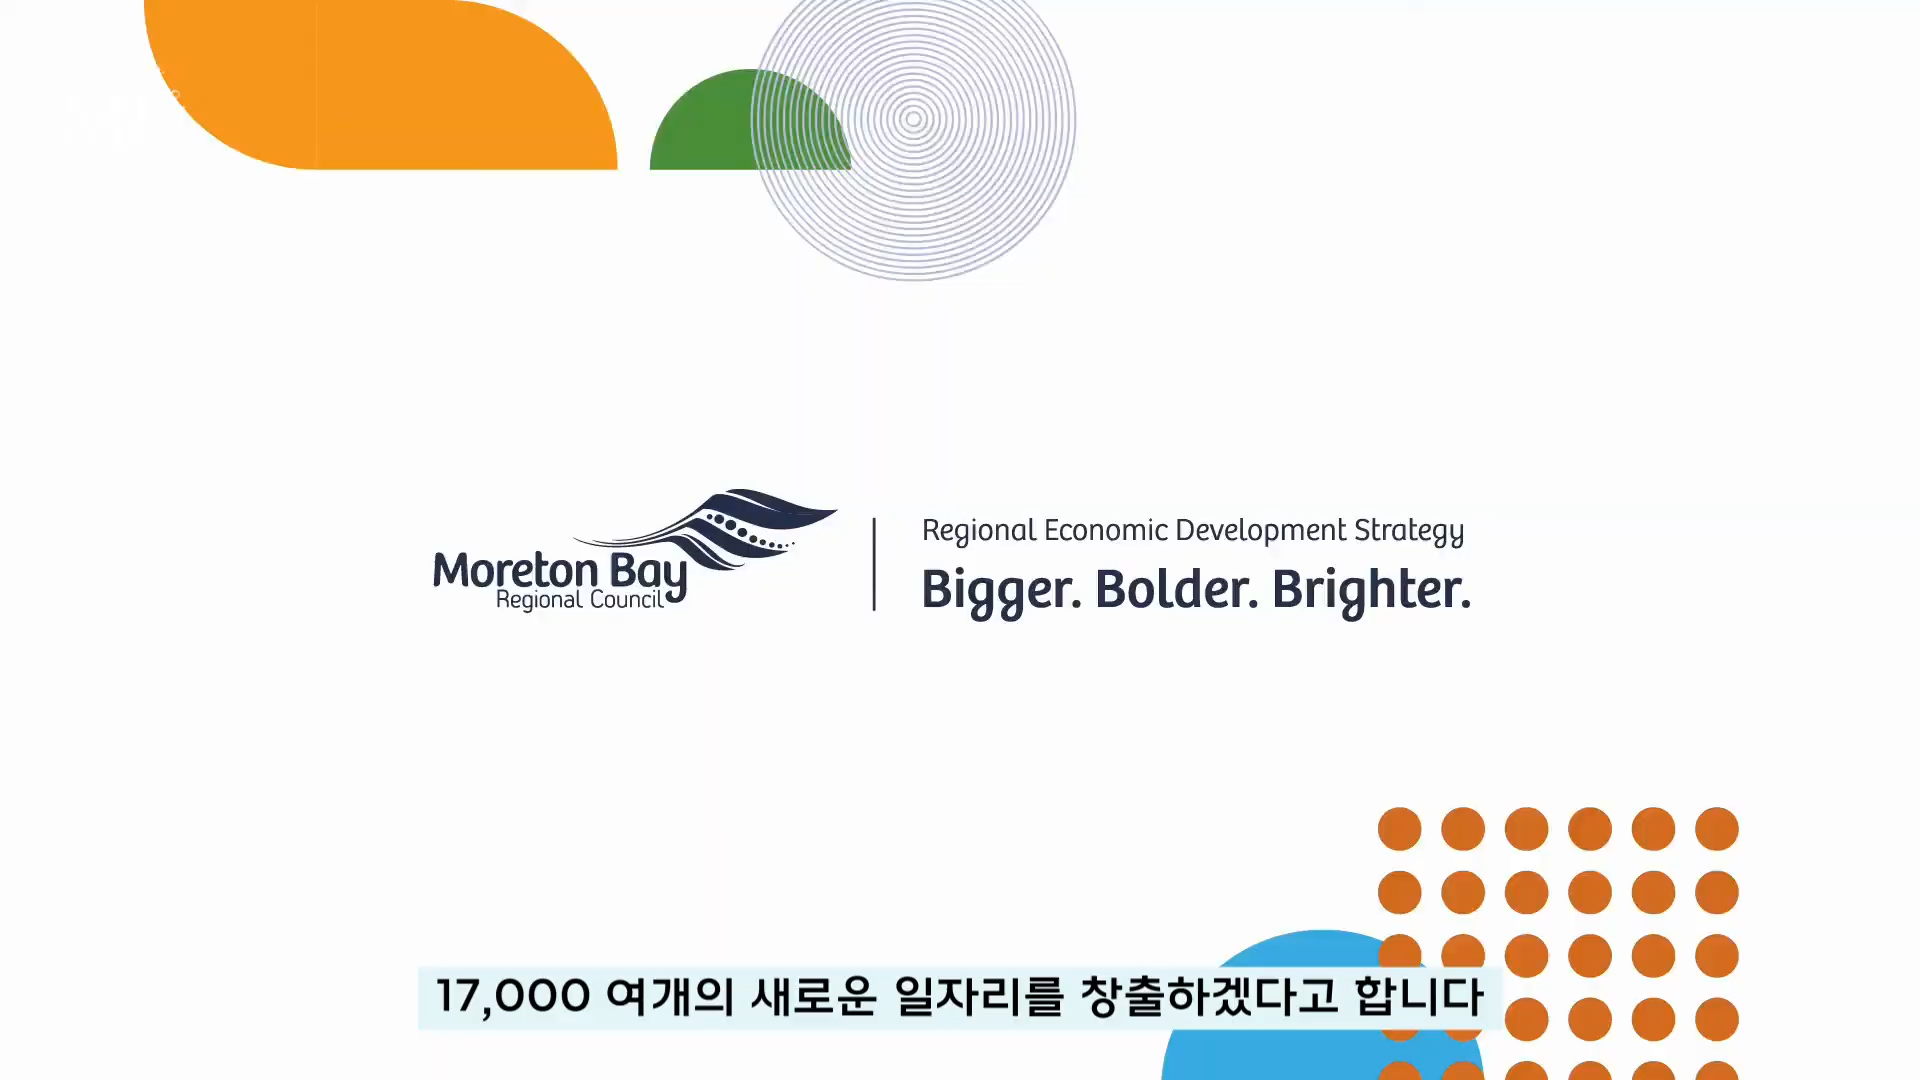 Moreton Bay
Regional Council
Regional Economic Development Strategy
Bigger. Bolder. Brighter.
17,000 여개의 새로운 일자리를 창출하겠다고 합니다